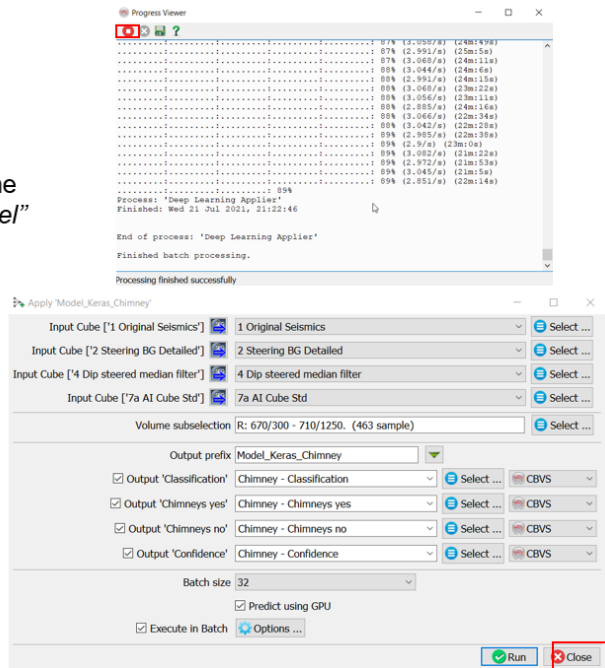 Progress Viewer
.........:.........:.........:.........:.........: 87% (3.058/s) (24m:49s)
.........:.........:.........:.........:.........: 87% (2.991/s) (25m:5s)
.........:.........:.........:.........:.........: 87% (3.068/s) (24m:11s)
.........:.........:.........:.........:.........: 88% (3.044/s) (24m:6s)
.........:.........:.........:.........:.........: 88% (2.991/s) (24m:15s)
.........:.........:.........:.........:.........: 88% (3.068/s) (23m:22s)
.........:.........:.........:.........:.........: 88% (3.056/s) (23m:11s)
.........:.........:.........:.........:.........: 88% (2.885/s) (24m:16s)
.........:.........:.........:.........:.........: 88% (3.066/s) (22m:34s)
.........:.........:.........:.........:.........: 88% (3.042/s) (22m:28s)
.........:.........:.........:.........:.........: 89% (2.985/s) (22m:38s)
.........:.........:.........:.........:.........: 89% (2.9/s) (23m:0s)
.........:.........:.........:.........:.........: 89% (3.082/s) (21m:22s)
.........:.........:.........:.........:.........: 89% (2.972/s) (21m:53s)
.........:.........:.........:.........:.........: 89% (3.045/s) (21m:5s)
.........:.........:.........:.........:.........: 89% (2.851/s) (22m:14s)
.........:.........:.........: 89%
Process: 'Deep Learning Applier'
Finished: Wed 21 Jul 2021, 21:22:46
End of process: 'Deep Learning Applier'
Finished batch processing.
Processing finished successfully
el”
Apply 'Model_Keras_Chimney'
Input Cube ['1 Original Seismics'] 1 Original Seismics Select ...
Input Cube ['2 Steering BG Detailed'] 2 Steering BG Detailed Select ...
Input Cube ['4 Dip steered median filter'] 4 Dip steered median filter Select ...
Input Cube ['7a AI Cube Std'] 7a AI Cube Std Select ...
Volume subselection R: 670/300 - 710/1250. (463 sample) Select ...
Output prefix Model_Keras_Chimney
Output 'Classification' Chimney - Classification Select ... CBVS
Output 'Chimneys yes' Chimney - Chimneys yes Select ... CBVS
Output 'Chimneys no' Chimney - Chimneys no Select ... CBVS
Output 'Confidence' Chimney - Confidence Select ... CBVS
Batch size 32
Predict using GPU
Execute in Batch Options ...
Run Close